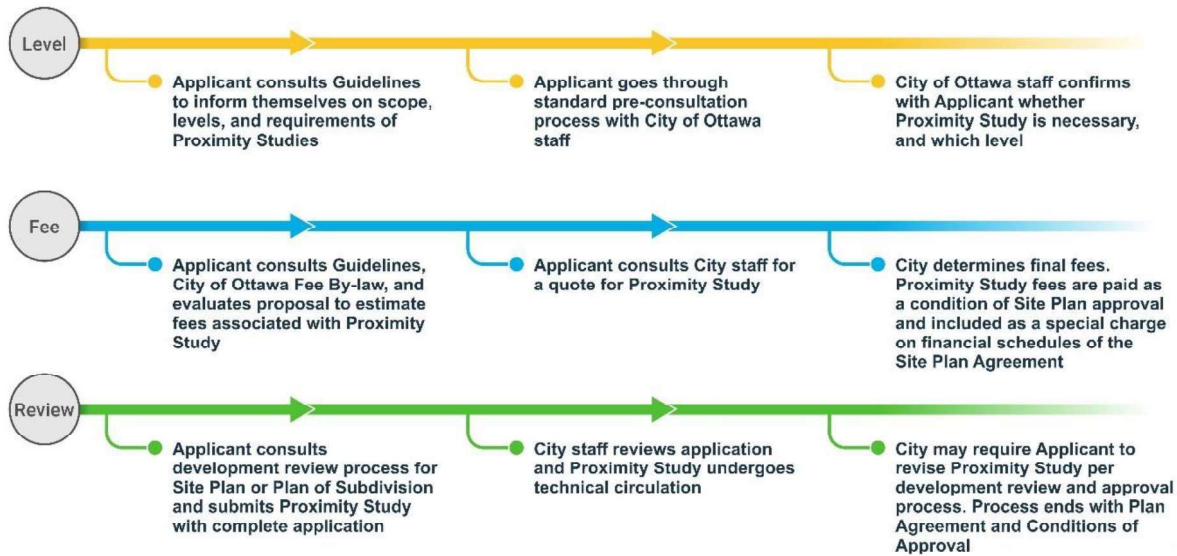 Level
Applicant consults Guidelines
to inform themselves on scope,
levels, and requirements of
Proximity Studies
Applicant goes through
standard pre-consultation
process with City of Ottawa
staff
City of Ottawa staff confirms
with Applicant whether
Proximity Study is necessary,
and which level
Fee
Applicant consults Guidelines,
City of Ottawa Fee By-law, and
evaluates proposal to estimate
fees associated with Proximity
Study
Applicant consults City staff for
a quote for Proximity Study
City determines final fees.
Proximity Study fees are paid as
a condition of Site Plan approval
and included as a special charge
on financial schedules of the
Site Plan Agreement
Review
Applicant consults
development review process for
Site Plan or Plan of Subdivision
and submits Proximity Study
with complete application
City staff reviews application
and Proximity Study undergoes
technical circulation
City may require Applicant to
revise Proximity Study per
development review and approval
process. Process ends with Plan
Agreement and Conditions of
Approval